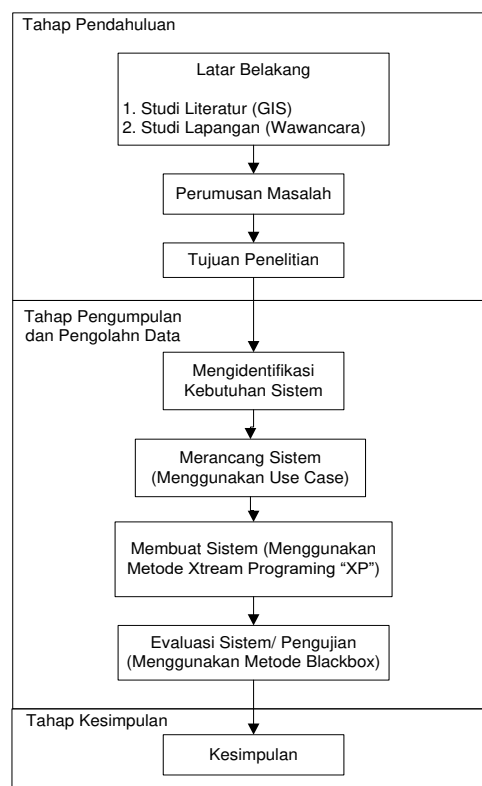 Tahap Pendahuluan
Latar Belakang
1. Studi Literatur (GIS)
2. Studi Lapangan (Wawancara)
Perumusan Masalah
Tujuan Penelitian
Tahap Pengumpulan
dan Pengolahn Data
Mengidentifikasi
Kebutuhan Sistem
Merancang Sistem
(Menggunakan Use Case)
Membuat Sistem (Menggunakan
Metode Xtream Programing “XP”)
Evaluasi Sistem/ Pengujian
(Menggunakan Metode Blackbox)
Tahap Kesimpulan
Kesimpulan